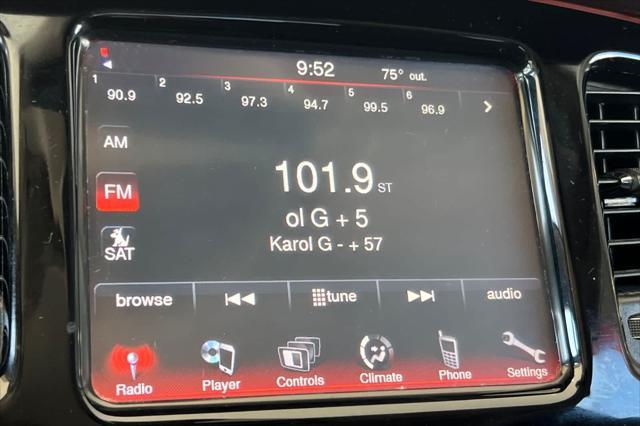 9:52 75° out.
1 2 3 4 5 6
90.9 92.5 97.3 94.7 99.5 96.9
AM
FM
SAT
101.9 ST
ol G + 5
Karol G - + 57
browse tune audio
Radio Player Controls Climate Phone Settings